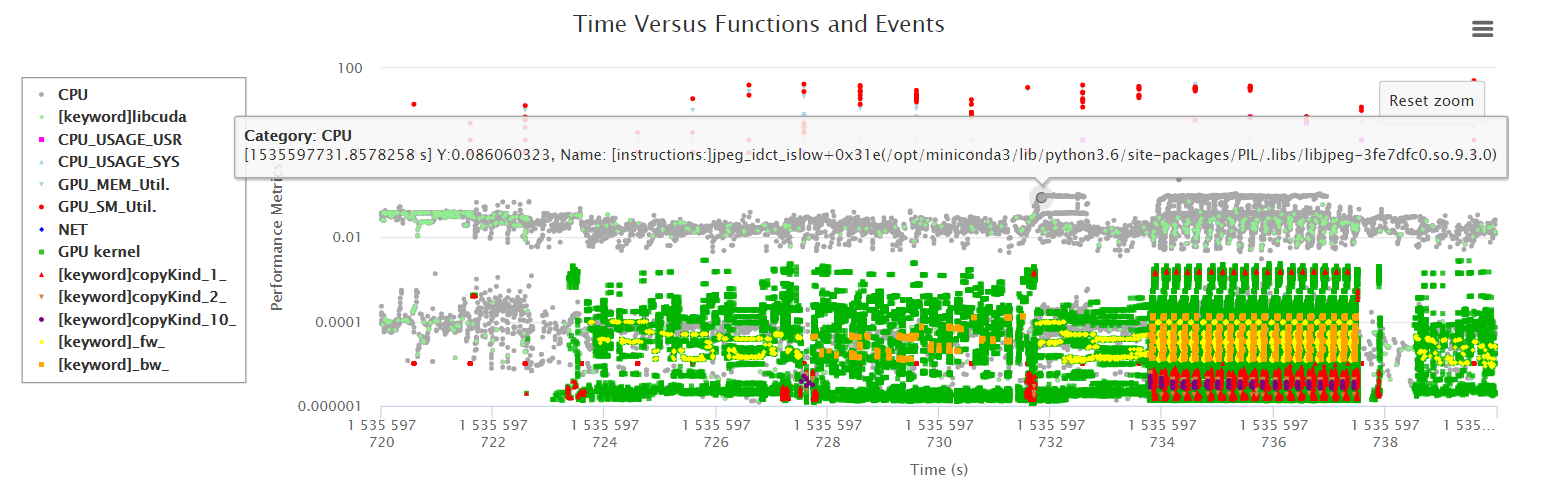 Time Versus Functions and Events
100
CPU
[keyword]libcuda
CPU_USAGE_USR
CPU_USAGE_SYS
GPU_MEM_Util.
GPU_SM_Util.
NET
GPU kernel
[keyword]copyKind_1_
[keyword]copyKind_2_
[keyword]copyKind_10_
[keyword]_fw_
[keyword]_bw_
Reset zoom
Category: CPU
[1535597731.8578258 s] Y:0.086060323, Name: [instructions:]jpeg_idct_islow+0x31e(/opt/miniconda3/lib/python3.6/site-packages/PIL/.libs/libjpeg-3fe7dfc0.so.9.3.0)
Performance Metrics
0.01
0.0001
0.000001
1 535 597 720
1 535 597 722
1 535 597 724
1 535 597 726
1 535 597 728
1 535 597 730
1 535 597 732
1 535 597 734
1 535 597 736
1 535 597 738
1 535…
Time (s)